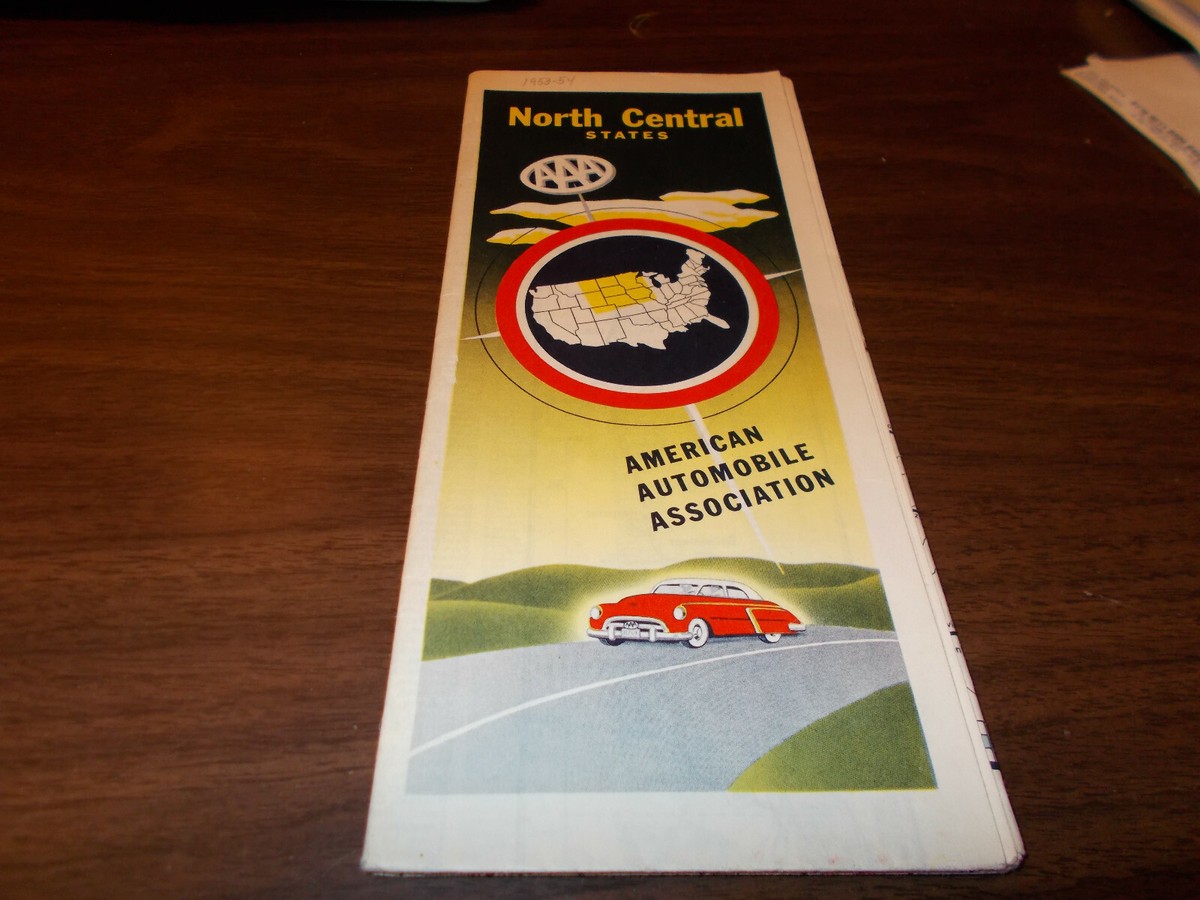 1953-54
North Central
STATES
AAA
AMERICAN
AUTOMOBILE
ASSOCIATION